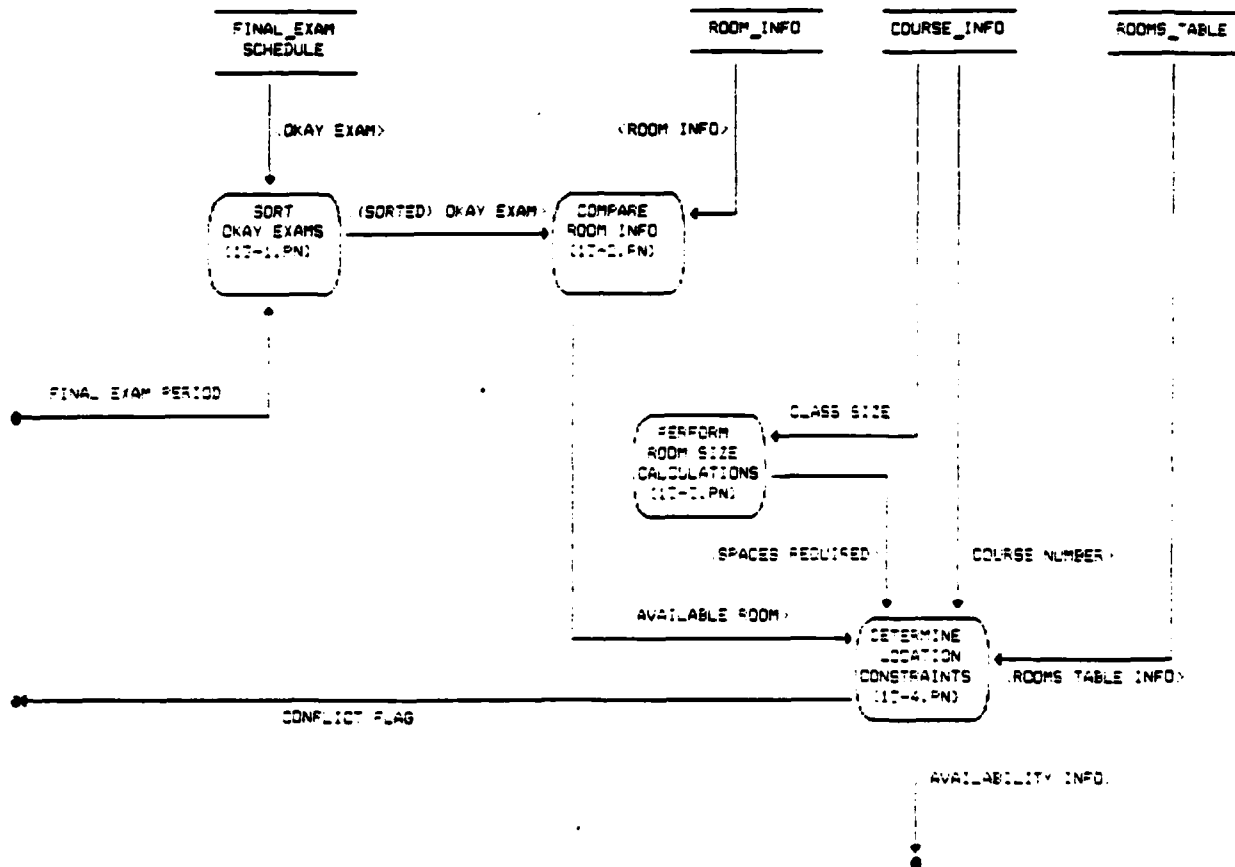 FINAL_EXAM
SCHEDULE
ROOM_INFO
COURSE_INFO
ROOMS_TABLE
<OKAY EXAM>
<ROOM INFO>
SORT
OKAY EXAMS
<(SORTED) OKAY EXAM>
COMPARE
ROOM INFO
FINAL EXAM PERIOD
CLASS SIZE
PERFORM
ROOM SIZE
CALCULATIONS
<SPACES REQUIRED>
COURSE NUMBER>
AVAILABLE ROOM>
DETERMINE
LOCATION
CONSTRAINTS
<ROOMS TABLE INFO>
CONFLICT FLAG
AVAILABILITY INFO